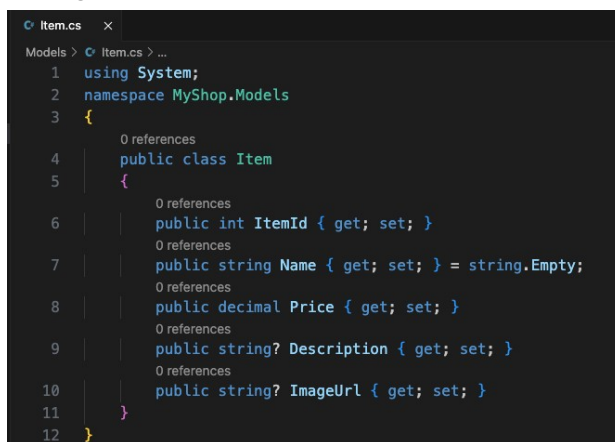 Item.cs ×
Models > Item.cs > ...
1 using System;
2 namespace MyShop.Models
3 {
0 references
4 public class Item
5 {
0 references
6 public int ItemId { get; set; }
0 references
7 public string Name { get; set; } = string.Empty;
0 references
8 public decimal Price { get; set; }
0 references
9 public string? Description { get; set; }
0 references
10 public string? ImageUrl { get; set; }
11 }
12 }